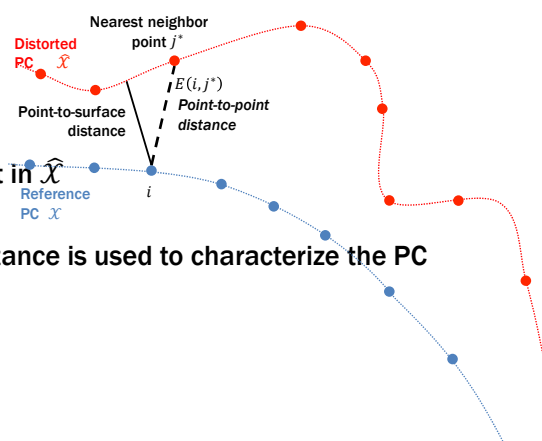 Nearest neighbor
point j*
Distorted
PC X̂
E(i, j*)
Point-to-point
distance
Point-to-surface
distance
t in X̂
Reference
PC X
i
tance is used to characterize the PC